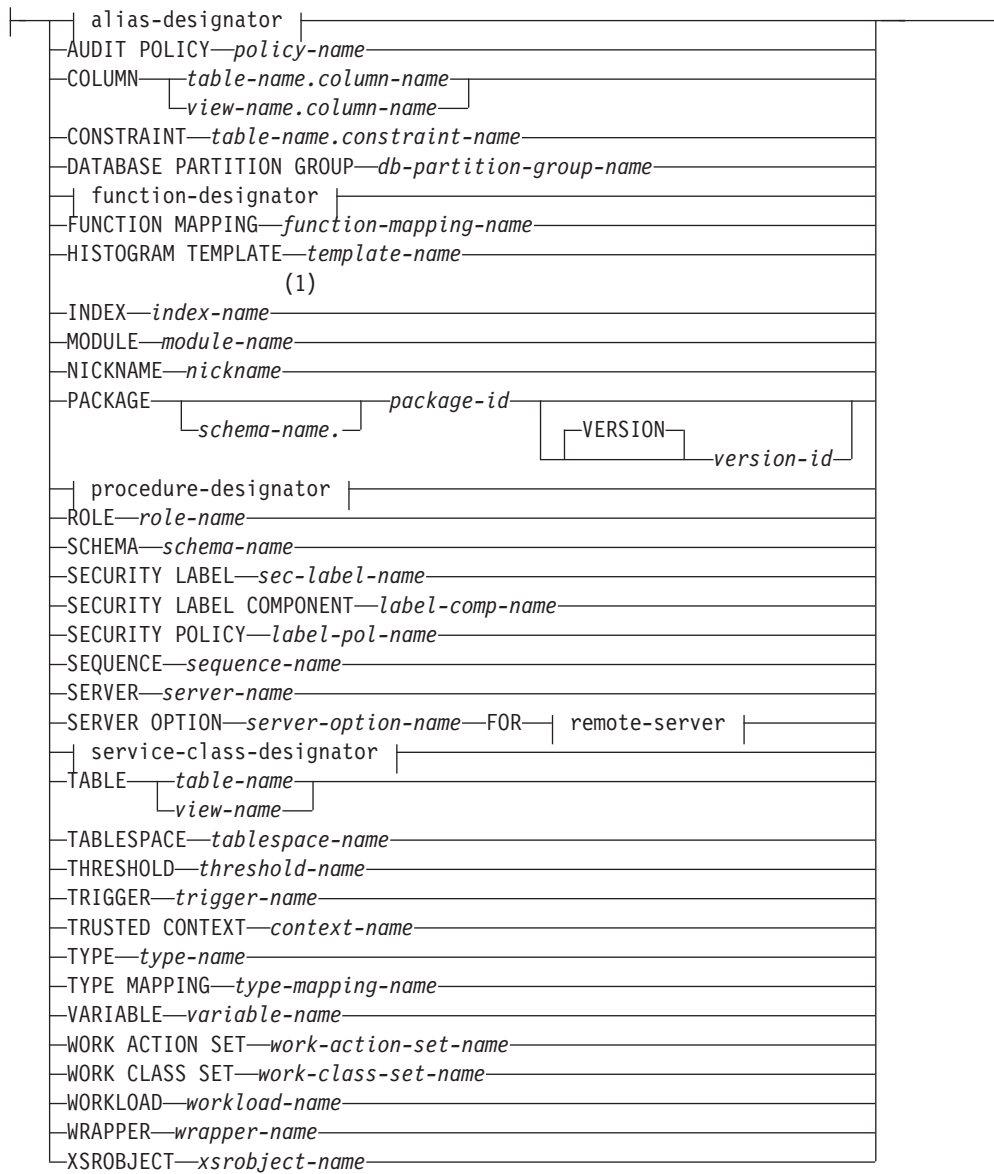 alias-designator
AUDIT POLICY policy-name
COLUMN table-name.column-name
view-name.column-name
CONSTRAINT table-name.constraint-name
DATABASE PARTITION GROUP db-partition-group-name
function-designator
FUNCTION MAPPING function-mapping-name
HISTOGRAM TEMPLATE template-name
(1)
INDEX index-name
MODULE module-name
NICKNAME nickname
PACKAGE package-id
schema-name. VERSION
version-id
procedure-designator
ROLE role-name
SCHEMA schema-name
SECURITY LABEL sec-label-name
SECURITY LABEL COMPONENT label-comp-name
SECURITY POLICY label-pol-name
SEQUENCE sequence-name
SERVER server-name
SERVER OPTION server-option-name FOR remote-server
service-class-designator
TABLE table-name
view-name
TABLESPACE tablespace-name
THRESHOLD threshold-name
TRIGGER trigger-name
TRUSTED CONTEXT context-name
TYPE type-name
TYPE MAPPING type-mapping-name
VARIABLE variable-name
WORK ACTION SET work-action-set-name
WORK CLASS SET work-class-set-name
WORKLOAD workload-name
WRAPPER wrapper-name
XSROBJECT xsrobject-name